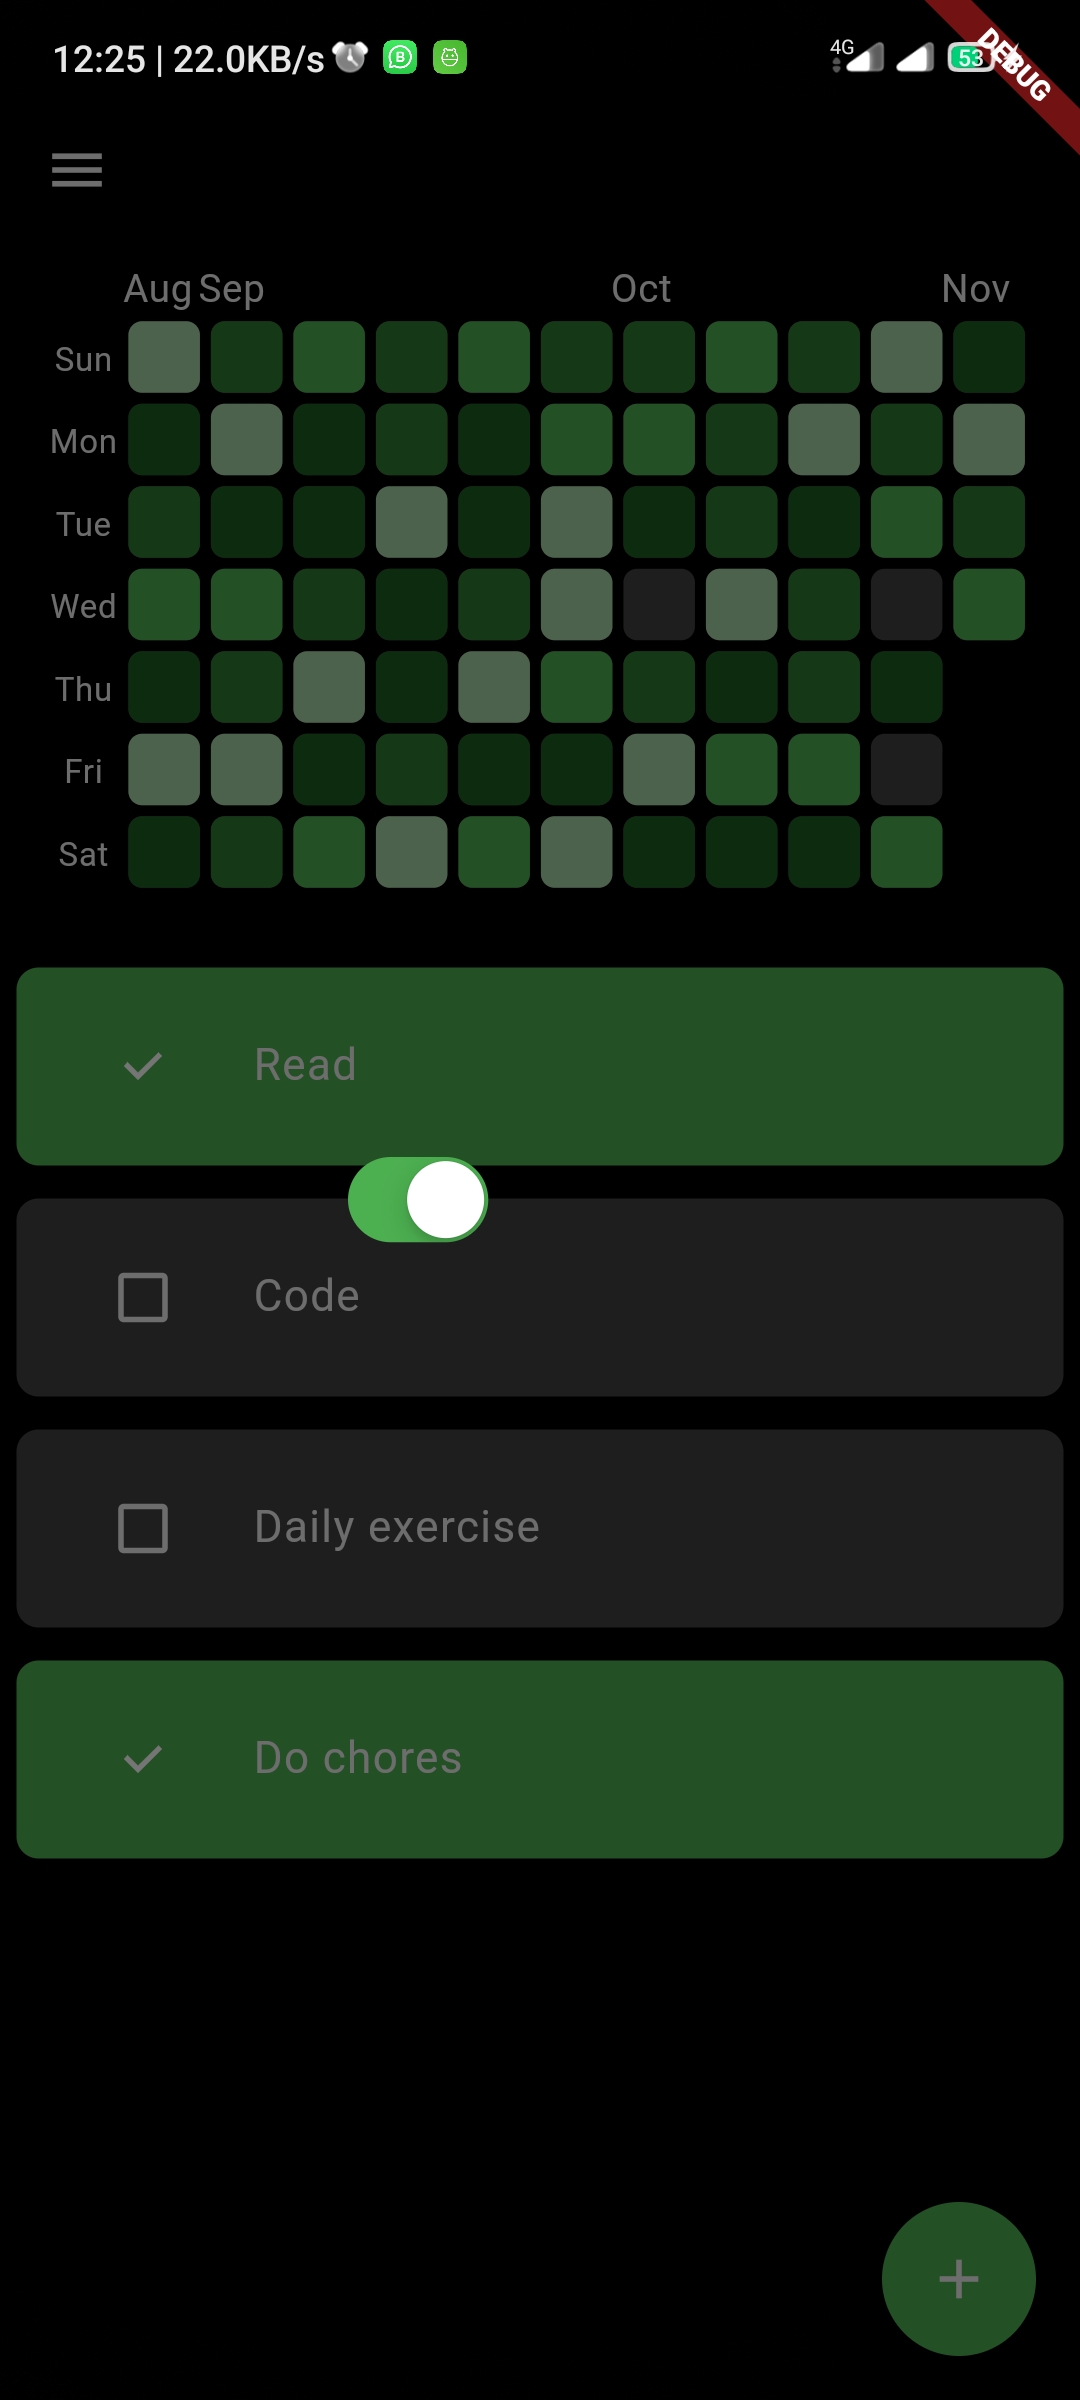 12:25 | 22.0KB/s
4G
53
DEBUG
Aug Sep Oct Nov
Sun
Mon
Tue
Wed
Thu
Fri
Sat
Read
Code
Daily exercise
Do chores